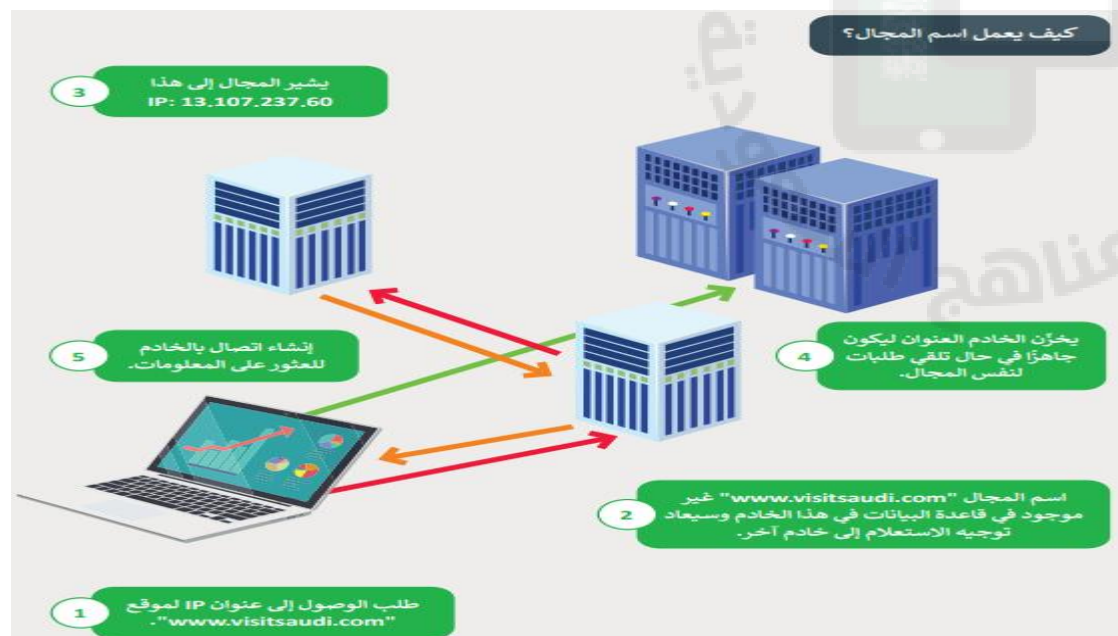 كيف يعمل اسم المجال؟
يشير المجال إلى هذا
IP: 13,107,237,60
3
يخزّن الخادم العنوان ليكون
جاهزًا في حال تلقي طلبات
لنفس المجال.
4
إنشاء اتصال بالخادم
للعثور على المعلومات.
5
اسم المجال "www.visitsaudi.com" غير
موجود في قاعدة البيانات في هذا الخادم وسيعاد
توجيه الاستعلام إلى خادم آخر.
2
طلب الوصول إلى عنوان IP لموقع
"www.visitsaudi.com".
1
مناهج